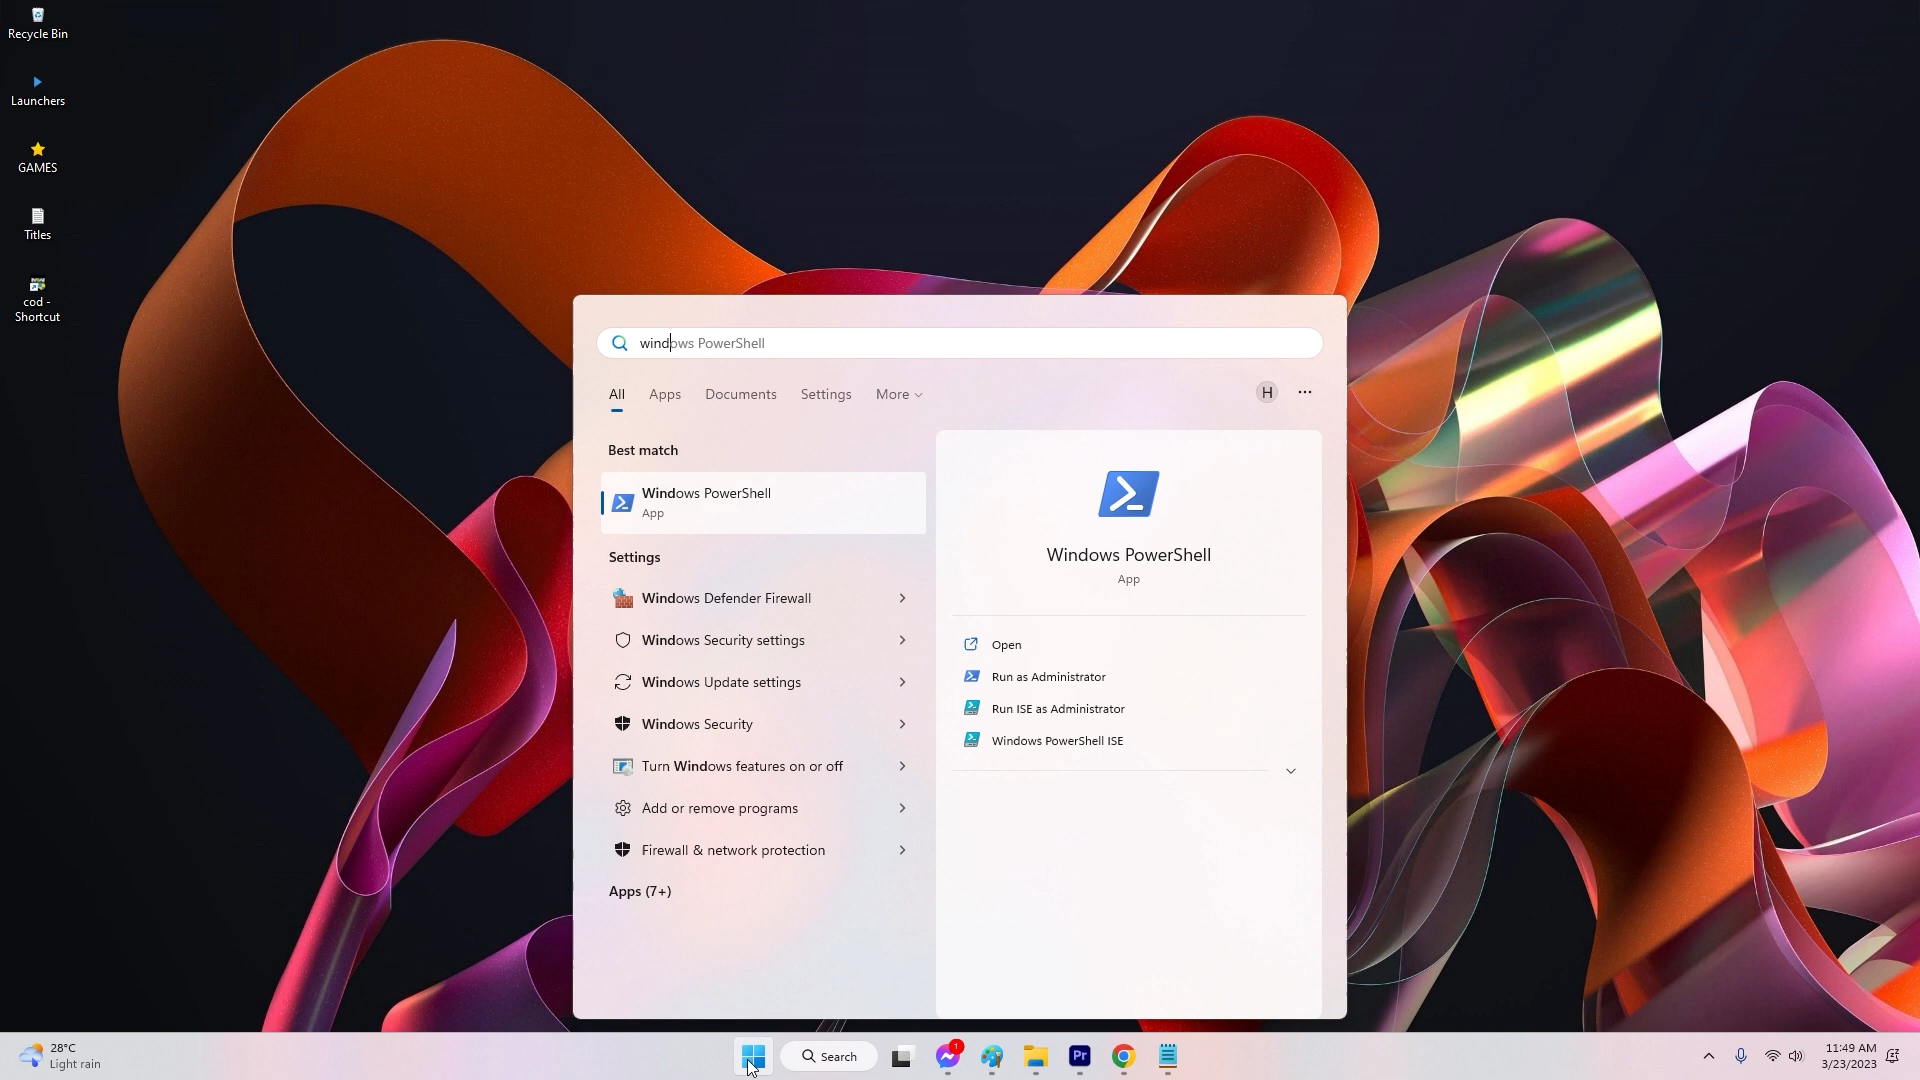 Recycle Bin
Launchers
GAMES
Titles
cod -
Shortcut
windows PowerShell
All Apps Documents Settings More
H
Best match
Windows PowerShell
App
Settings
Windows Defender Firewall
Windows Security settings
Windows Update settings
Windows Security
Turn Windows features on or off
Add or remove programs
Firewall & network protection
Apps (7+)
Windows PowerShell
App
Open
Run as Administrator
Run ISE as Administrator
Windows PowerShell ISE
28°C
Light rain
Search
1
Pr
11:49 AM
3/23/2023